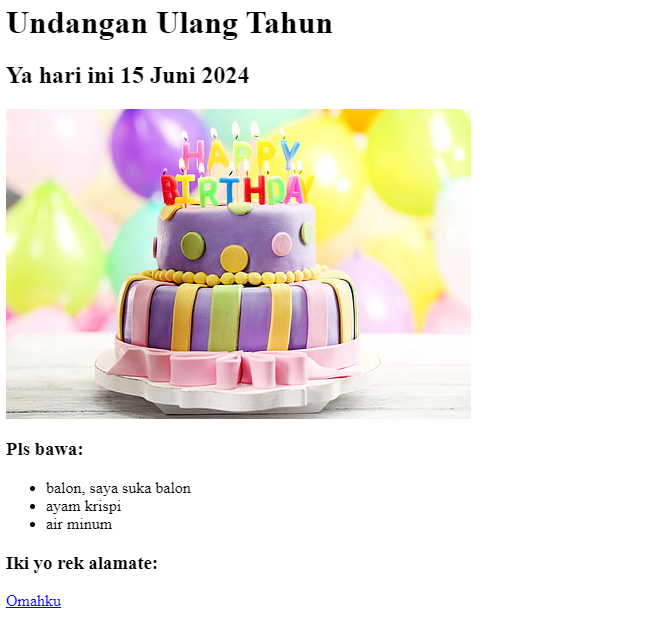 Undangan Ulang Tahun
Ya hari ini 15 Juni 2024
HAPPY
BIRTHDAY
Pls bawa:
balon, saya suka balon
ayam krispi
air minum
Iki yo rek alamate:
Omahku